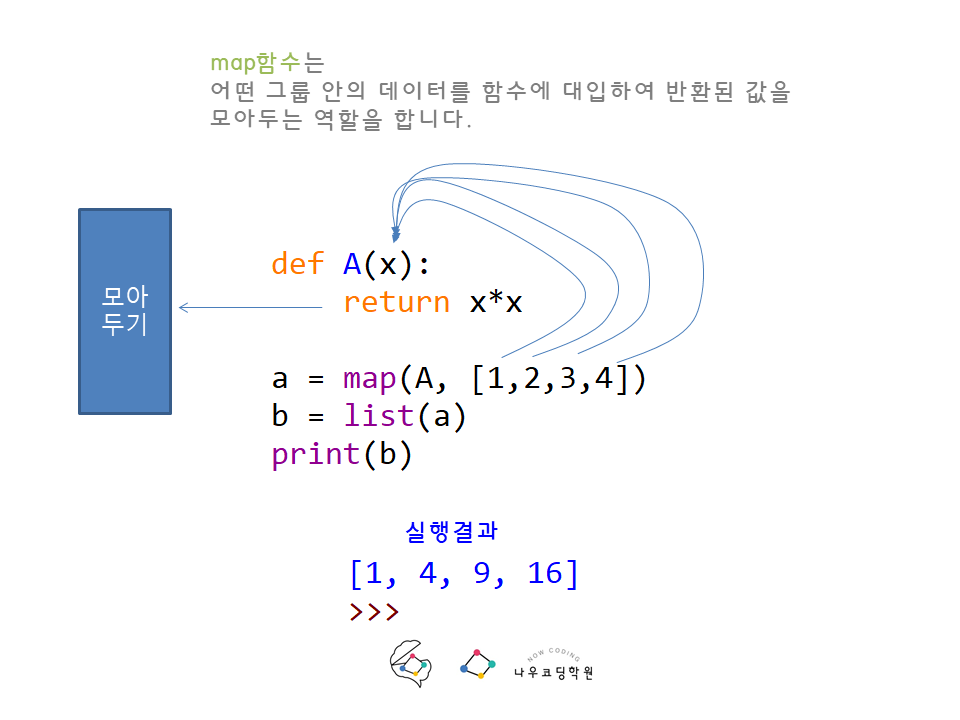 map함수는
어떤 그룹 안의 데이터를 함수에 대입하여 반환된 값을
모아두는 역할을 합니다.
모아
두기
def A(x):
    return x*x
a = map(A, [1,2,3,4])
b = list(a)
print(b)
실행결과
[1, 4, 9, 16]
>>>
NOW CODING
나우코딩학원